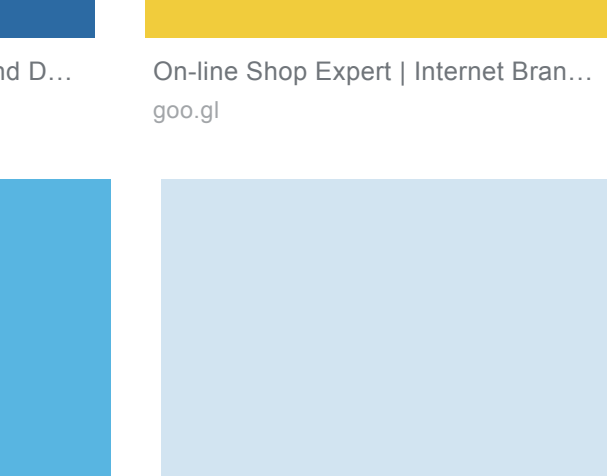 nd D…
On-line Shop Expert | Internet Bran…
goo.gl